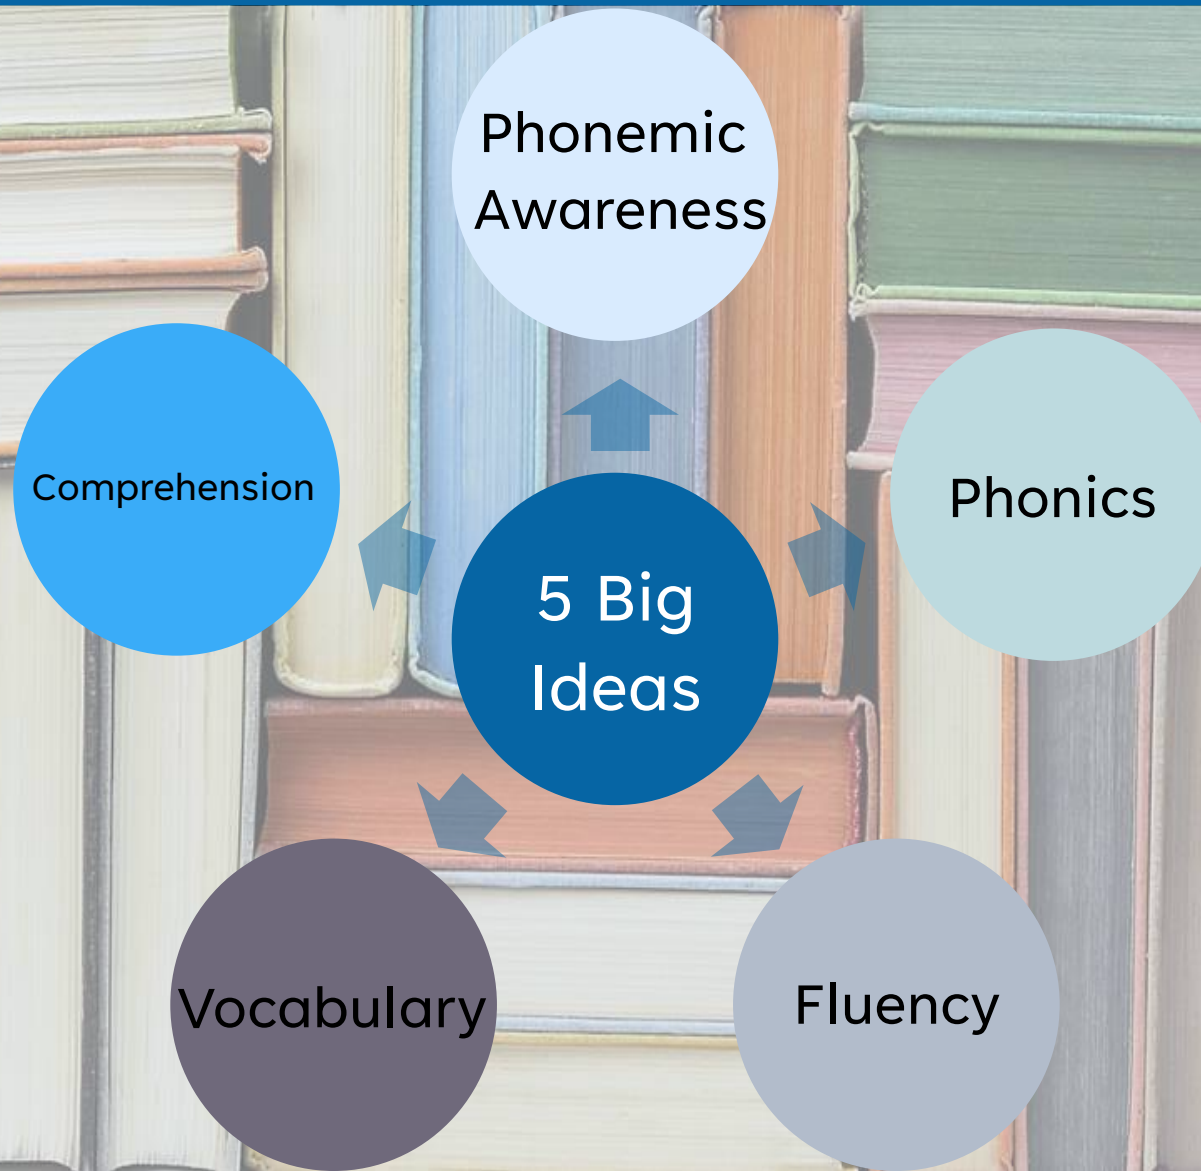 Phonemic
Awareness
Comprehension
Phonics
5 Big
Ideas
Vocabulary
Fluency